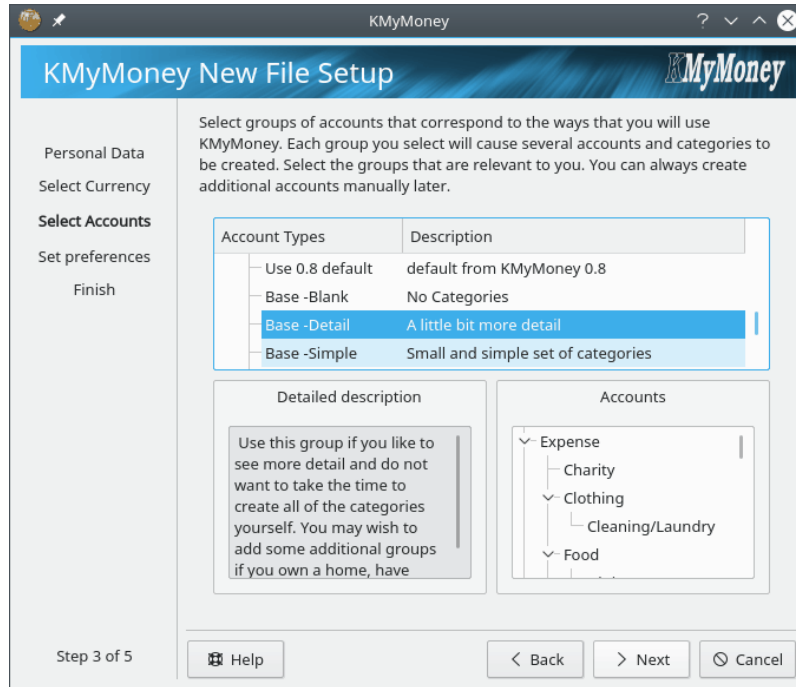 KMyMoney
KMyMoney New File Setup
KMyMoney
Personal Data
Select Currency
Select Accounts
Set preferences
Finish
Step 3 of 5
Select groups of accounts that correspond to the ways that you will use
KMyMoney. Each group you select will cause several accounts and categories to
be created. Select the groups that are relevant to you. You can always create
additional accounts manually later.
Account Types Description
Use 0.8 default default from KMyMoney 0.8
Base -Blank No Categories
Base -Detail A little bit more detail
Base -Simple Small and simple set of categories
Detailed description
Use this group if you like to
see more detail and do not
want to take the time to
create all of the categories
yourself. You may wish to
add some additional groups
if you own a home, have
Accounts
Expense
Charity
Clothing
Cleaning/Laundry
Food
Help
Back
Next
Cancel